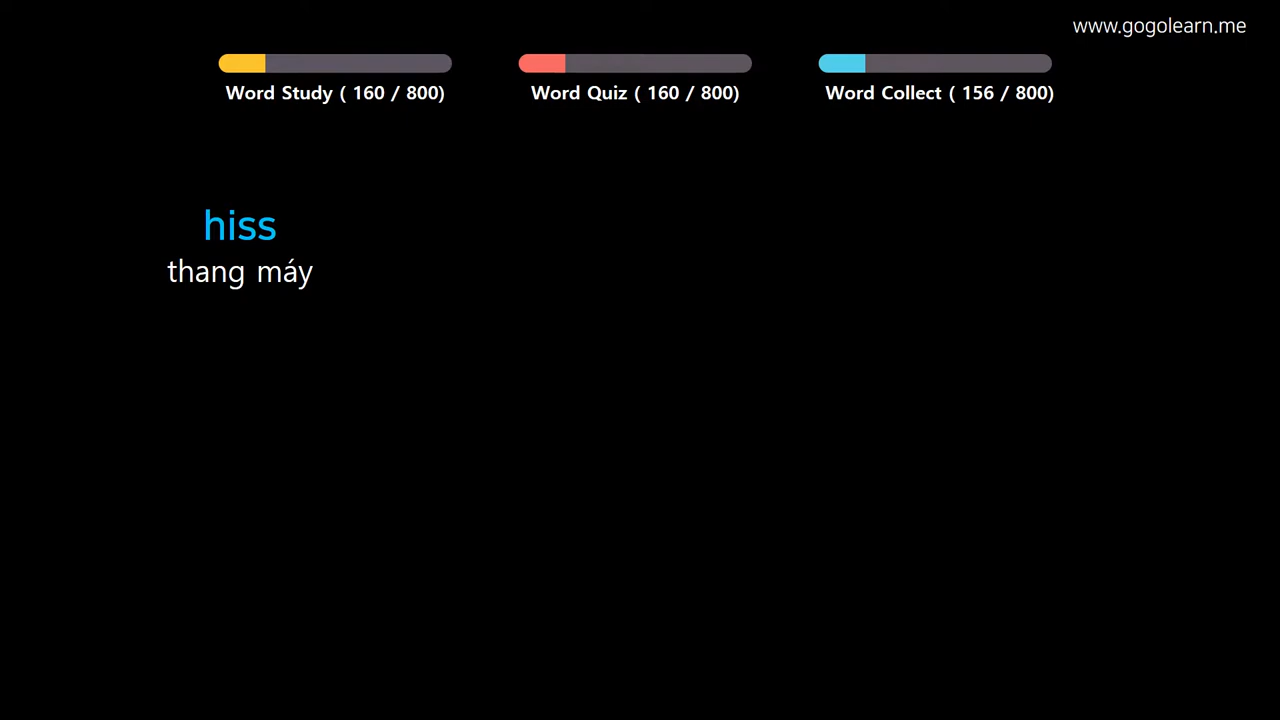 www.gogolearn.me
Word Study ( 160 / 800)
Word Quiz ( 160 / 800)
Word Collect ( 156 / 800)
hiss
thang máy